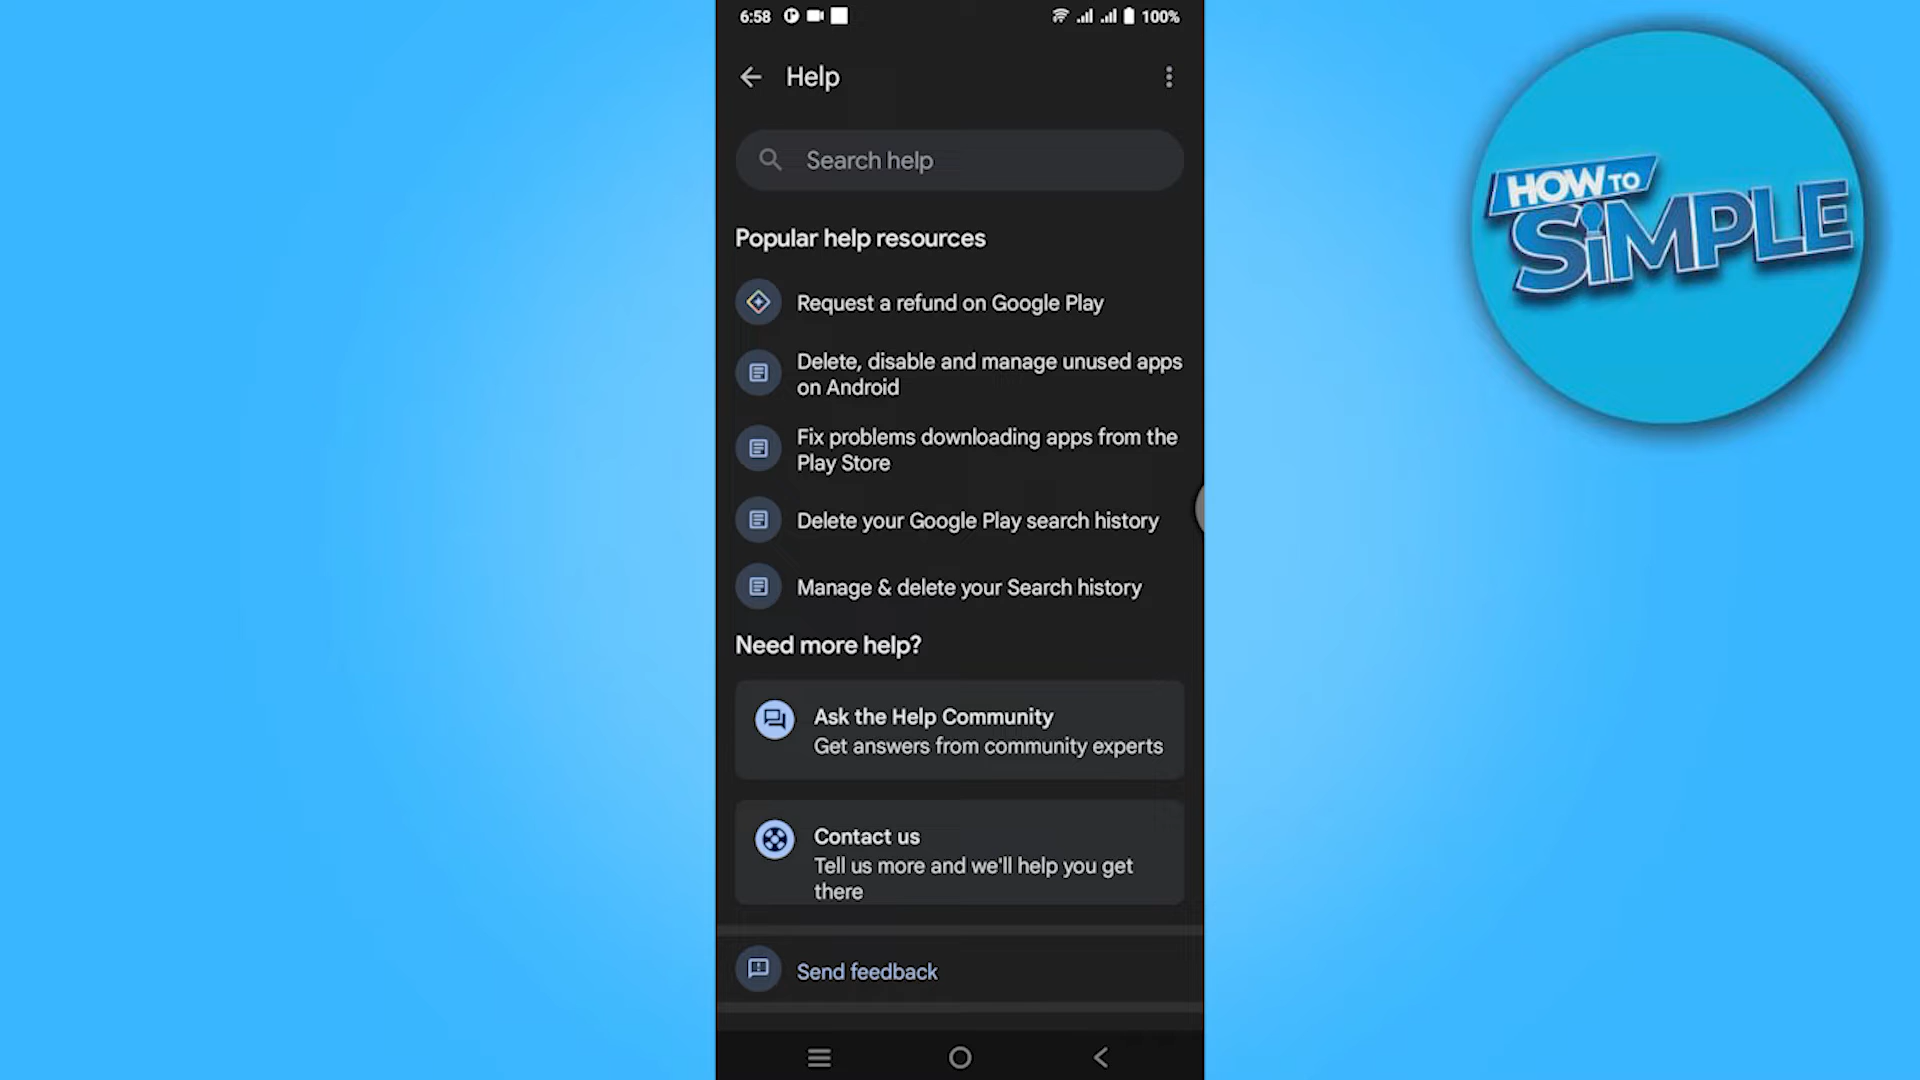 6:58
100%
Help
Search help
Popular help resources
Request a refund on Google Play
Delete, disable and manage unused apps
on Android
Fix problems downloading apps from the
Play Store
Delete your Google Play search history
Manage & delete your Search history
Need more help?
Ask the Help Community
Get answers from community experts
Contact us
Tell us more and we'll help you get
there
Send feedback
HOW TO
SiMPLE